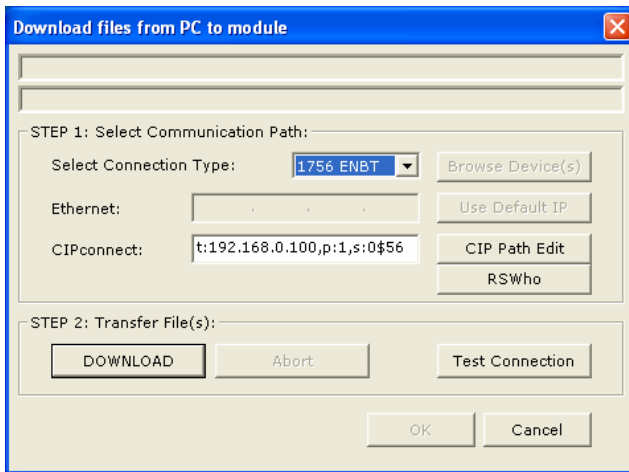 Download files from PC to module
STEP 1: Select Communication Path:
Select Connection Type: 1756 ENBT Browse Device(s)
Ethernet: . . . Use Default IP
CIPconnect: t:192.168.0.100,p:1,s:0$56 CIP Path Edit
RSWho
STEP 2: Transfer File(s):
DOWNLOAD Abort Test Connection
OK Cancel